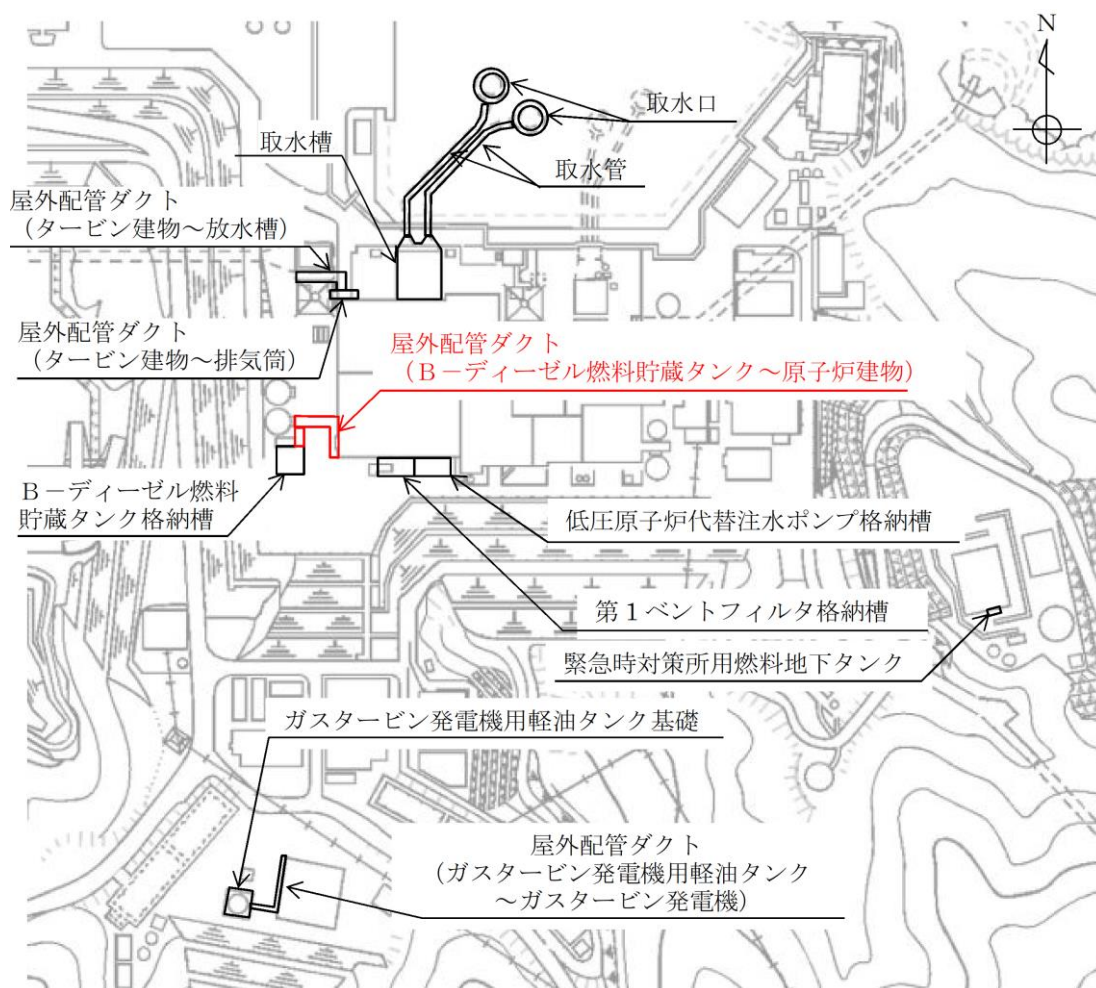 N
取水口
取水槽
取水管
屋外配管ダクト
（タービン建物～放水槽）
屋外配管ダクト
（タービン建物～排気筒）
屋外配管ダクト
（Ｂ－ディーゼル燃料貯蔵タンク～原子炉建物）
Ｂ－ディーゼル燃料
貯蔵タンク格納槽
低圧原子炉代替注水ポンプ格納槽
第１ベントフィルタ格納槽
緊急時対策所用燃料地下タンク
ガスタービン発電機用軽油タンク基礎
屋外配管ダクト
（ガスタービン発電機用軽油タンク
～ガスタービン発電機）